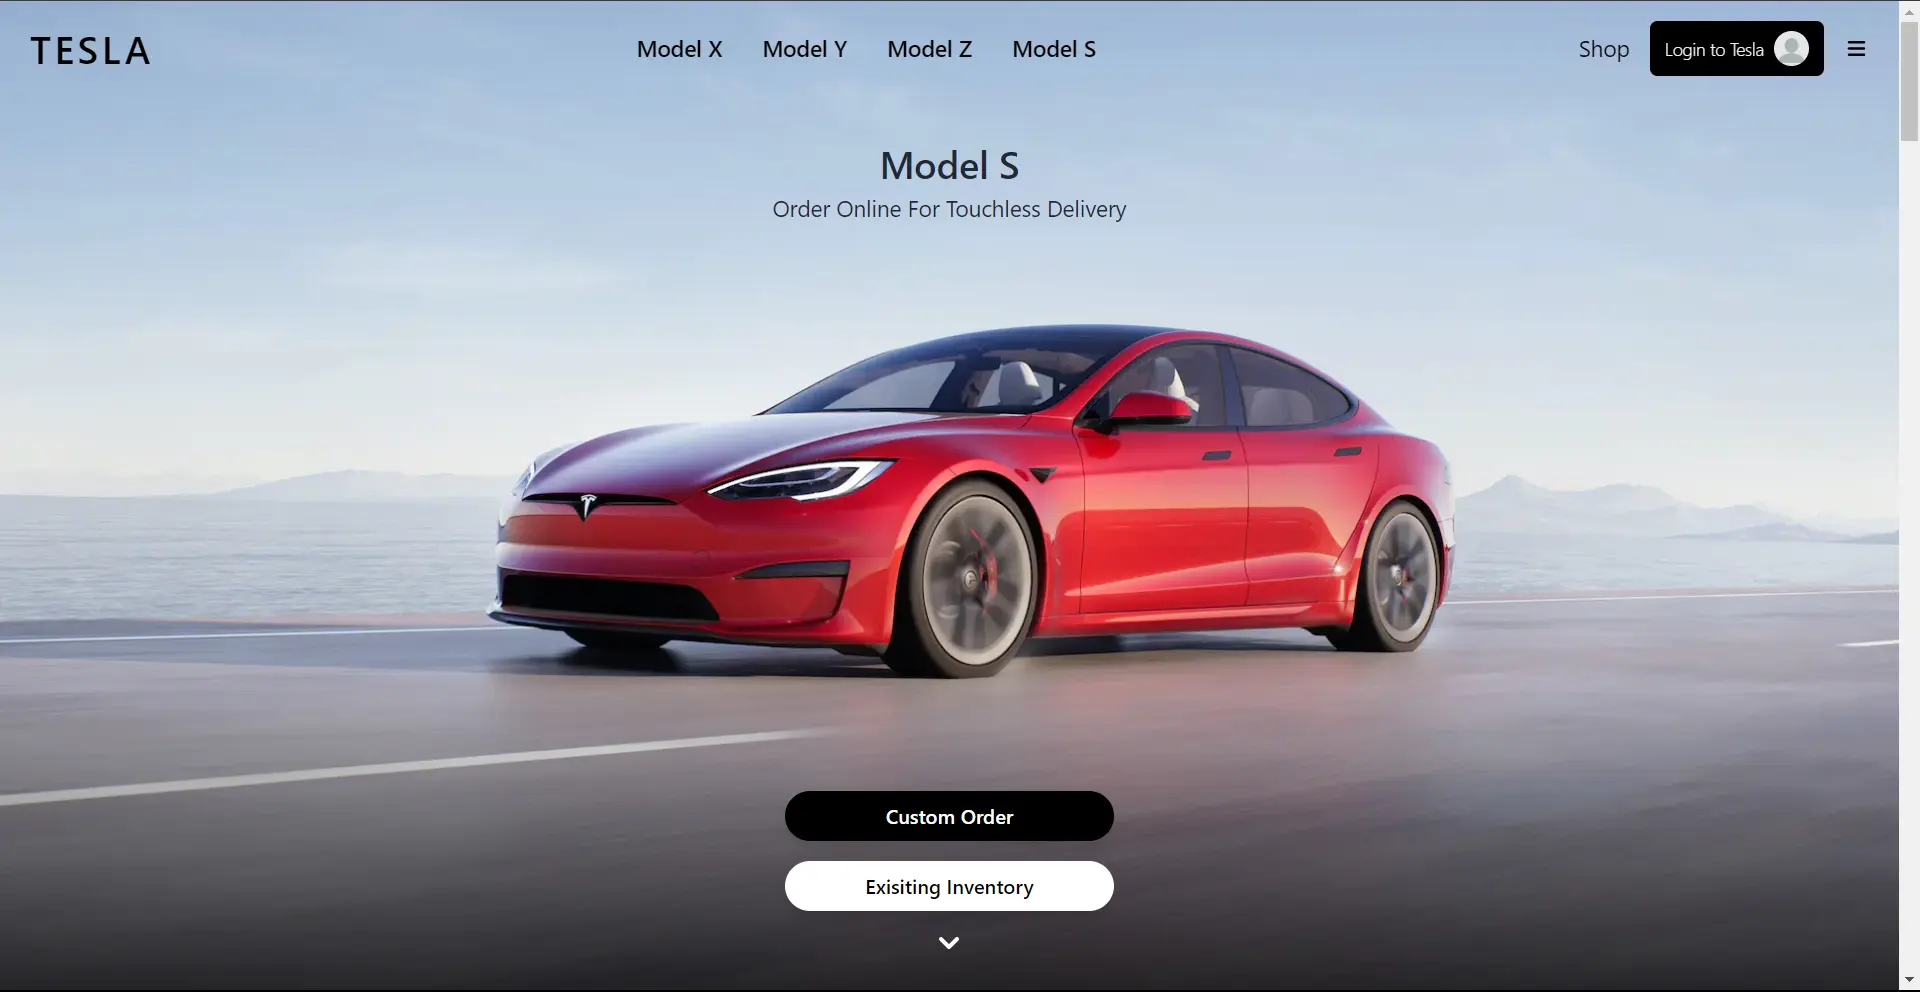 TESLA
Model X Model Y Model Z Model S
Shop
Login to Tesla
Model S
Order Online For Touchless Delivery
Custom Order
Exisiting Inventory